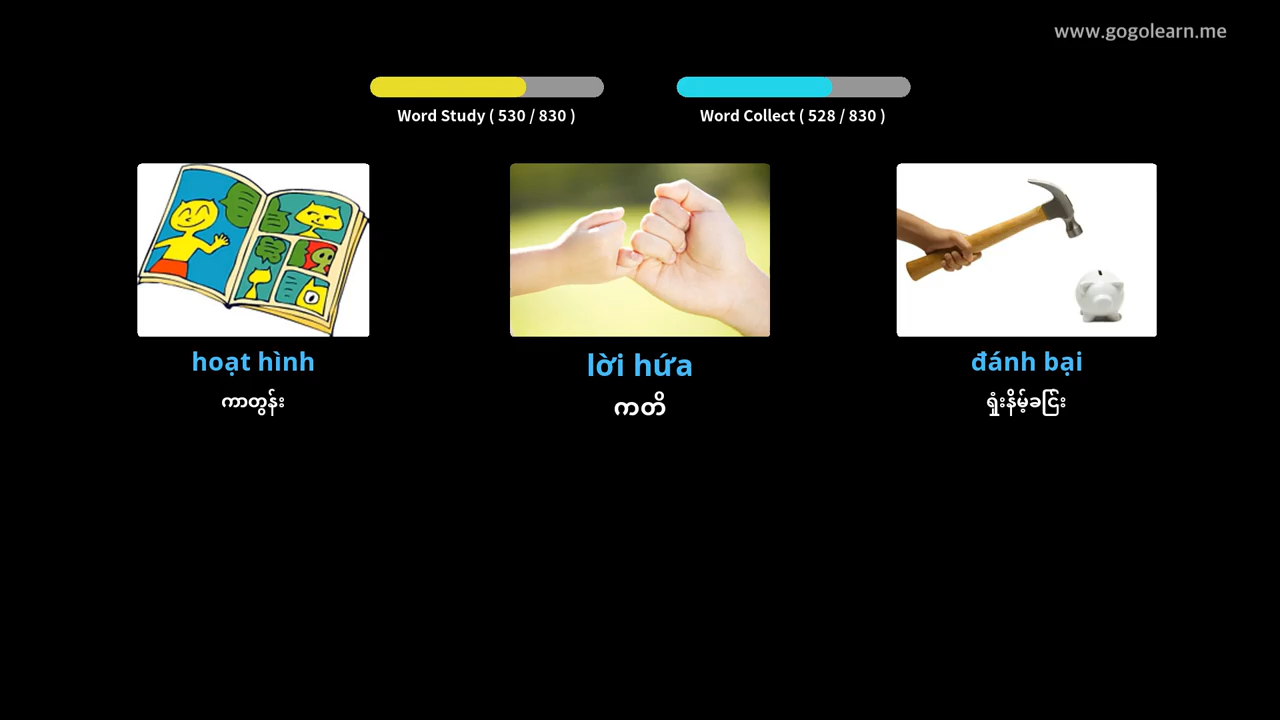 www.gogolearn.me
Word Study ( 530 / 830 )
Word Collect ( 528 / 830 )
hoạt hình
ကာတွန်း
lời hứa
ကတိ
đánh bại
ရှုံးနိမ့်ခြင်း